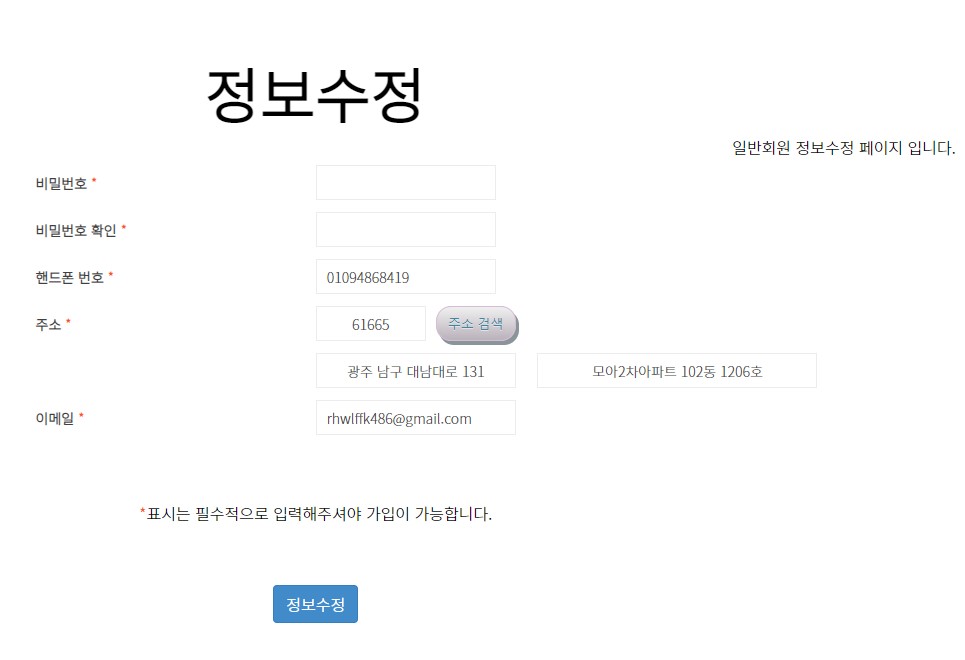 정보수정
일반회원 정보수정 페이지 입니다.
비밀번호 *
비밀번호 확인 *
핸드폰 번호 * 01094868419
주소 * 61665 주소 검색
광주 남구 대남대로 131 모아2차아파트 102동 1206호
이메일 * rhwlffk486@gmail.com
*표시는 필수적으로 입력해주셔야 가입이 가능합니다.
정보수정